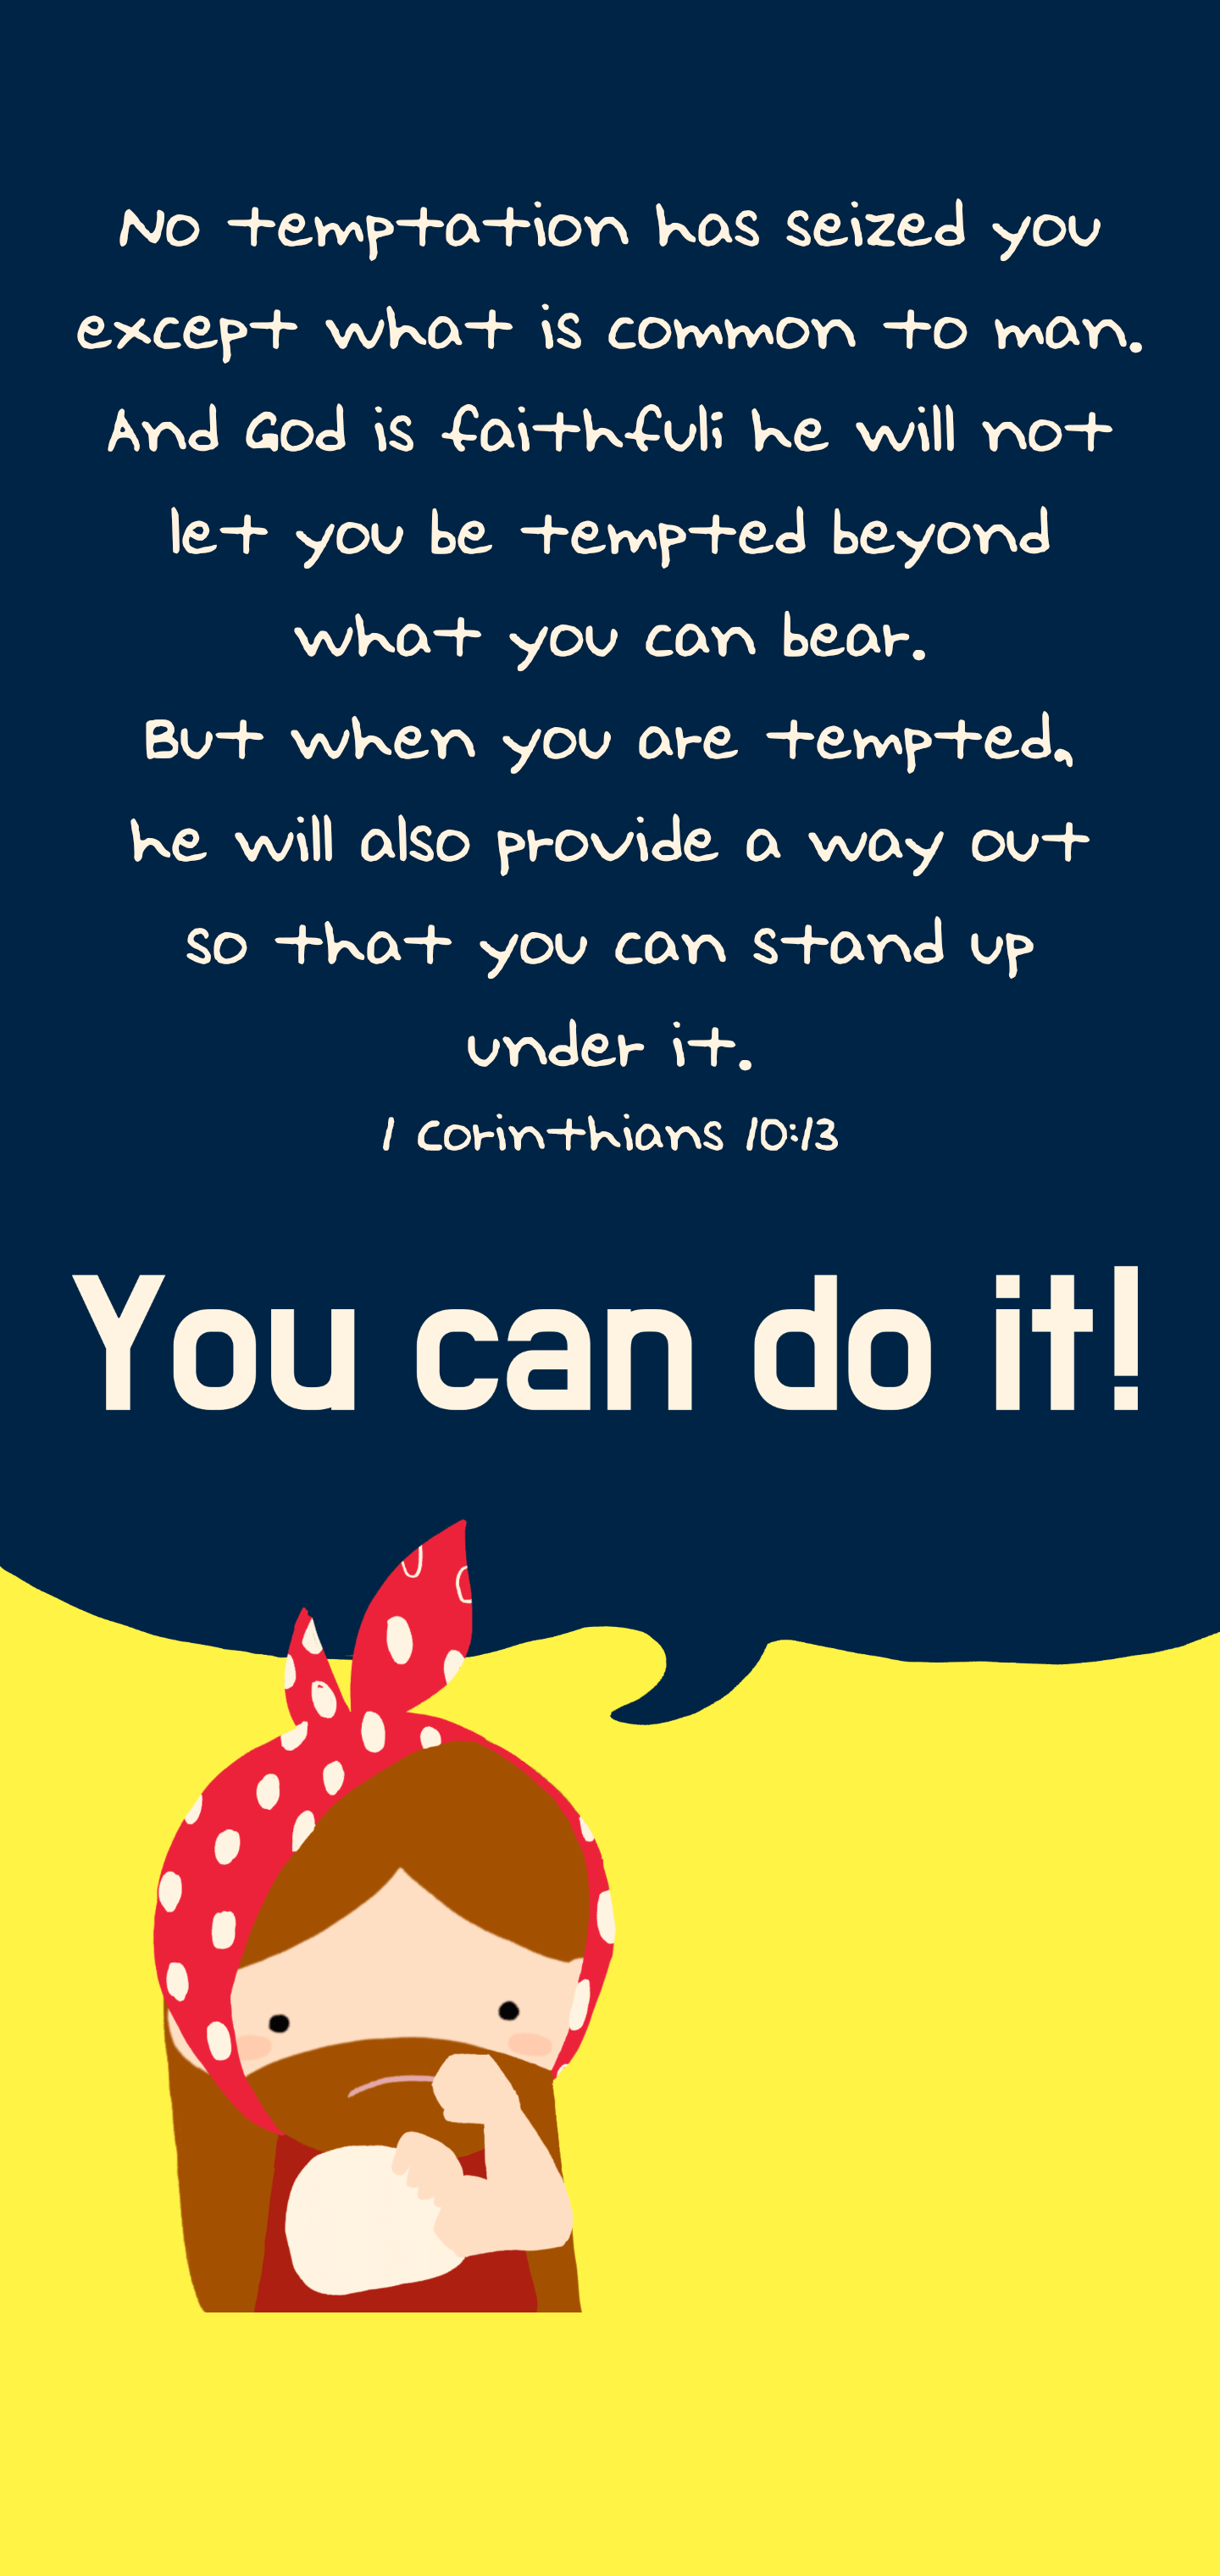 No temptation has seized you
except what is common to man.
And God is faithful; he will not
let you be tempted beyond
what you can bear.
But when you are tempted,
he will also provide a way out
so that you can stand up
under it.
1 Corinthians 10:13
You can do it!